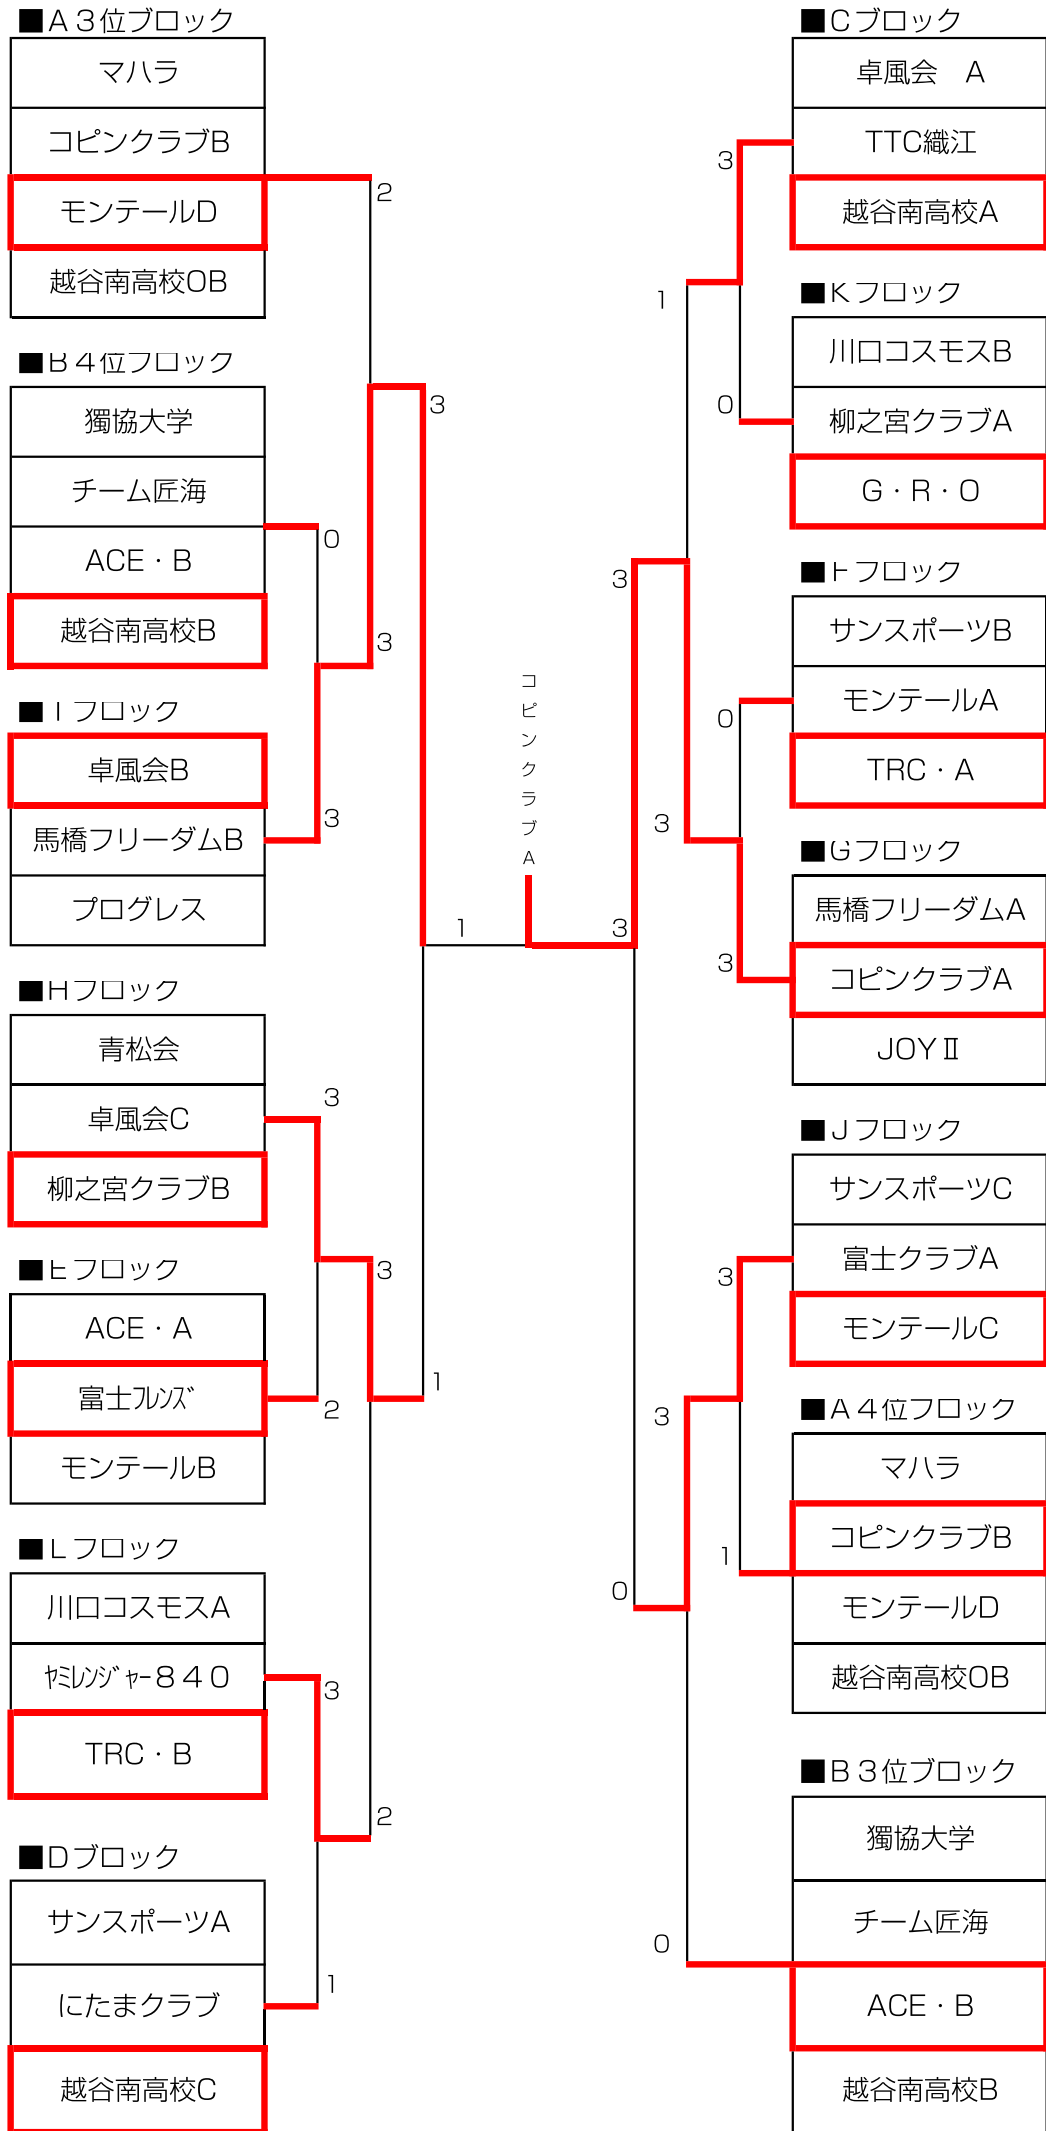 ■A３位ブロック
マハラ
コピンクラブB
モンテールD
越谷南高校OB
2
■B４位ブロック
獨協大学
チーム匠海
ACE・B
越谷南高校B
0
3
3
■Iブロック
卓風会B
馬橋フリーダムB
プログレス
3
■Hブロック
青松会
卓風会C
柳之宮クラブB
3
■Eブロック
ACE・A
富士ﾌﾚﾝｽﾞ
モンテールB
2
3
1
■Lブロック
川口コスモスA
ﾔﾐﾚﾝｼﾞｬｰ８４０
TRC・B
3
2
■Dブロック
サンスポーツA
にたまクラブ
越谷南高校C
1
コピンクラブA
1
3
■Cブロック
卓風会　A
TTC織江
越谷南高校A
3
1
■Kブロック
川口コスモスB
柳之宮クラブA
G・R・O
0
3
■Fブロック
サンスポーツB
モンテールA
TRC・A
0
3
■Gブロック
馬橋フリーダムA
コピンクラブA
JOYⅡ
3
■Jブロック
サンスポーツC
富士クラブA
モンテールC
3
3
■A４位ブロック
マハラ
コピンクラブB
モンテールD
越谷南高校OB
1
0
■B３位ブロック
獨協大学
チーム匠海
ACE・B
越谷南高校B
0